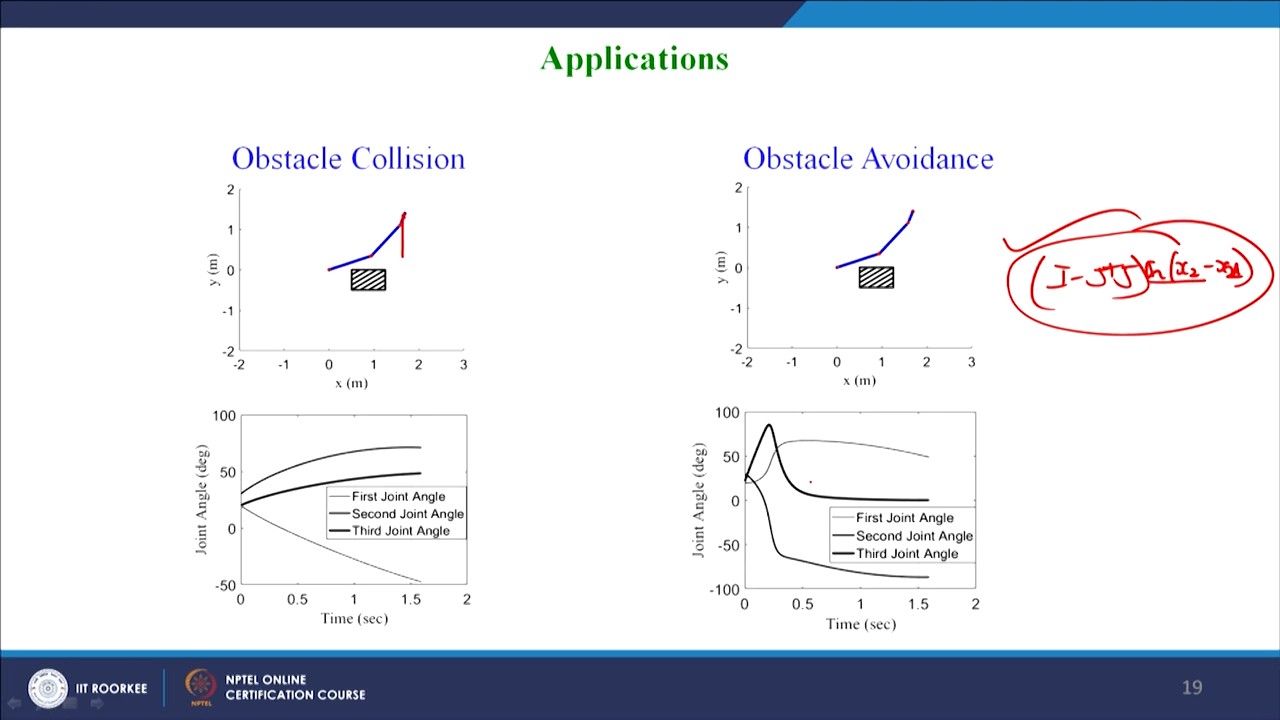 Applications
Obstacle Collision
2
1
0
-1
-2
y (m)
-2 -1 0 1 2 3
x (m)
100
50
0
-50
Joint Angle (deg)
First Joint Angle
Second Joint Angle
Third Joint Angle
0 0.5 1 1.5 2
Time (sec)
Obstacle Avoidance
2
1
0
-1
-2
y (m)
-2 -1 0 1 2 3
x (m)
100
50
0
-50
-100
Joint Angle (deg)
First Joint Angle
Second Joint Angle
Third Joint Angle
0 0.5 1 1.5 2
Time (sec)
(I-J+J)
IIT ROORKEE
NPTEL
NPTEL ONLINE
CERTIFICATION COURSE
19